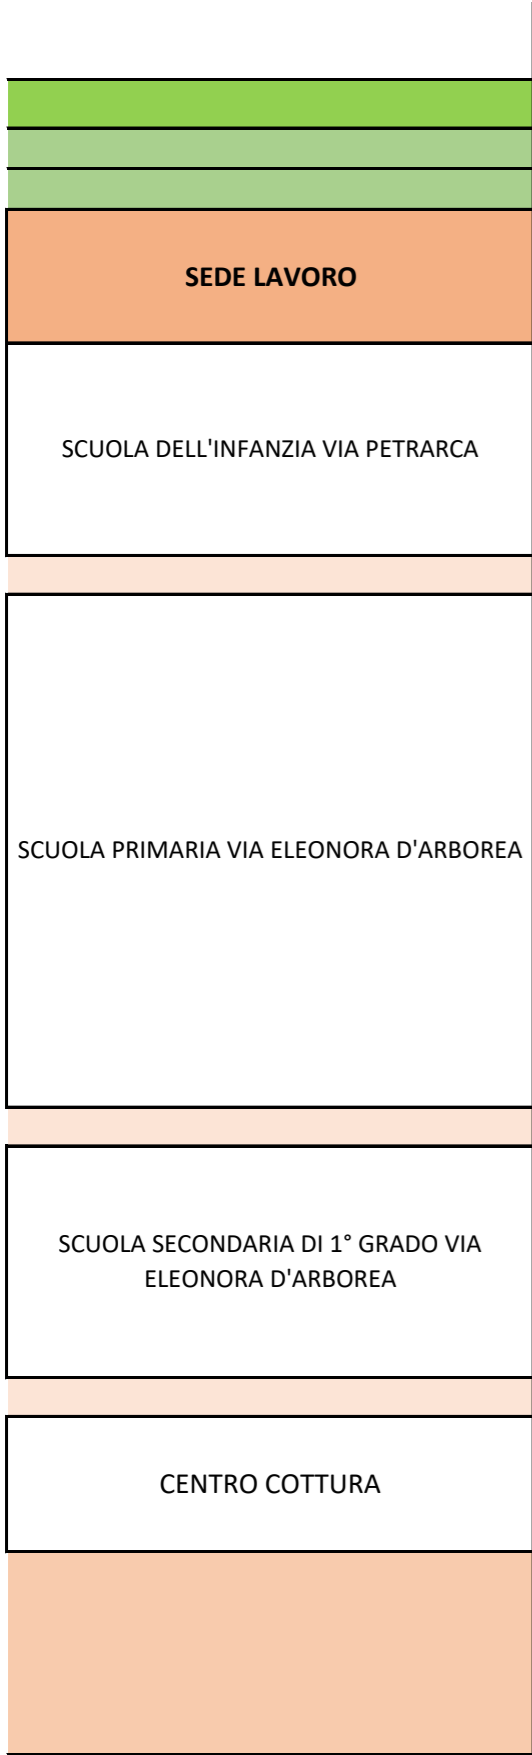 SEDE LAVORO
SCUOLA DELL'INFANZIA VIA PETRARCA
SCUOLA PRIMARIA VIA ELEONORA D'ARBOREA
SCUOLA SECONDARIA DI 1° GRADO VIA
ELEONORA D'ARBOREA
CENTRO COTTURA